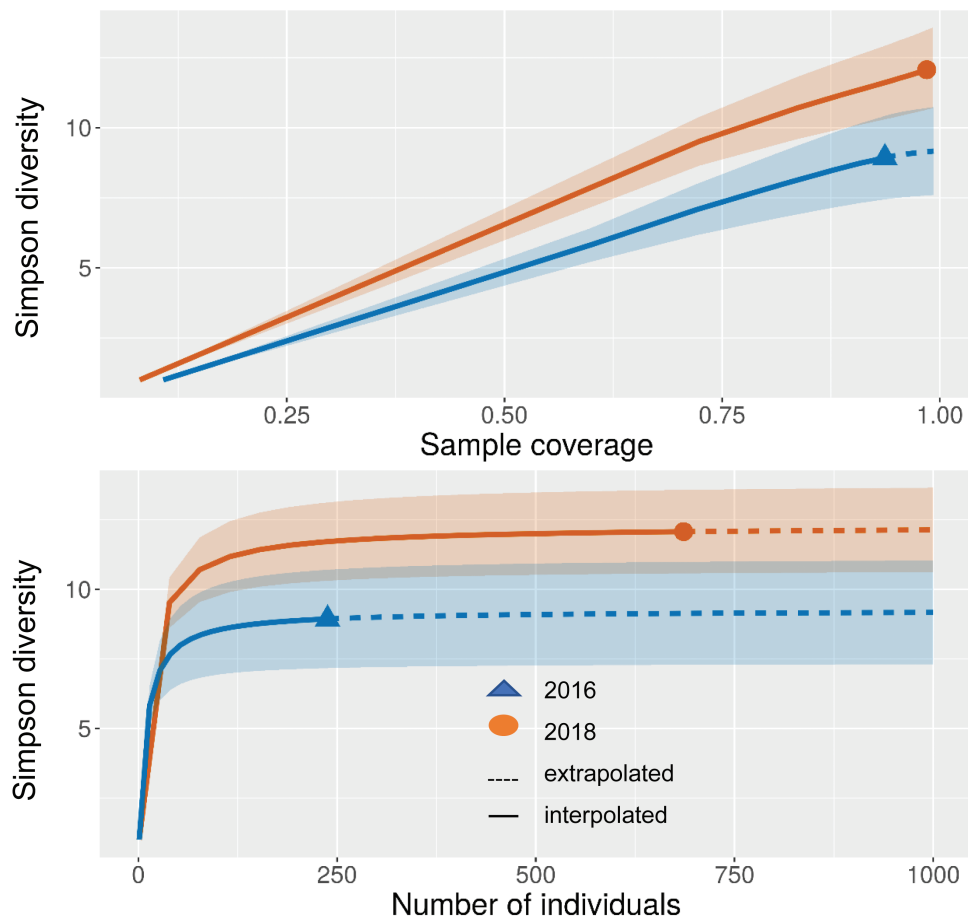 Simpson diversity
10
5
0.25 0.50 0.75 1.00
Sample coverage
Simpson diversity
10
5
2016
2018
extrapolated
interpolated
0 250 500 750 1000
Number of individuals